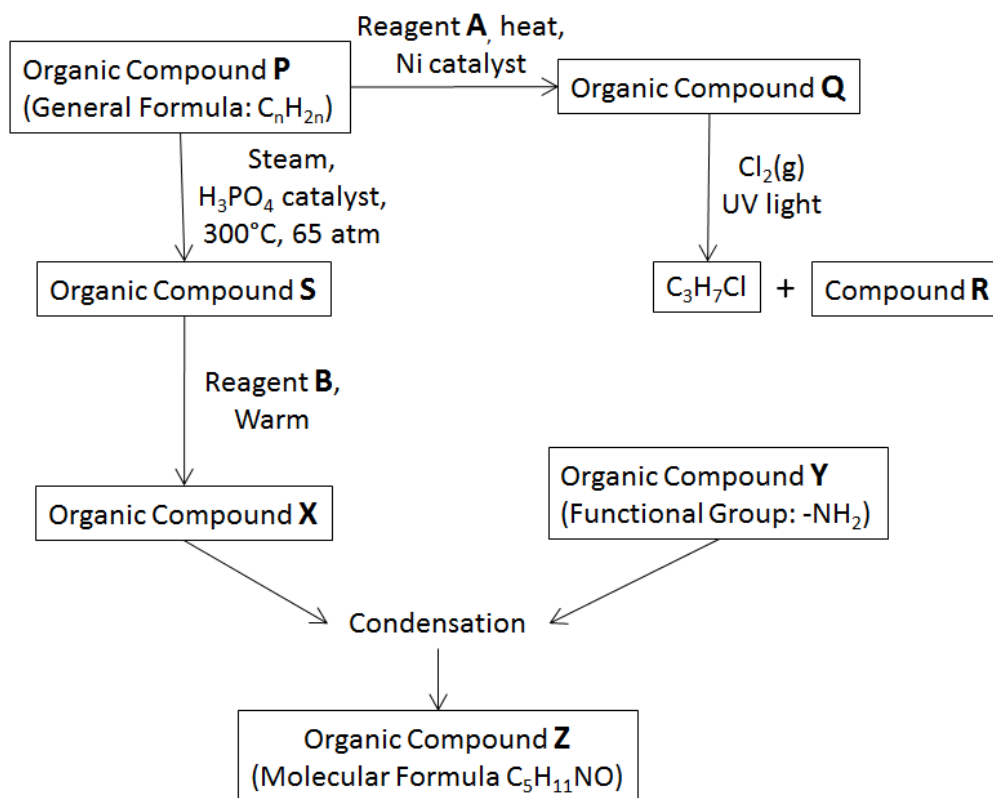 Reagent A, heat,
Ni catalyst
Organic Compound P
(General Formula: CₙH₂ₙ)
Organic Compound Q
Steam,
H₃PO₄ catalyst,
300°C, 65 atm
Cl₂(g)
UV light
Organic Compound S
C₃H₇Cl + Compound R
Reagent B,
Warm
Organic Compound X
Organic Compound Y
(Functional Group: -NH₂)
Condensation
Organic Compound Z
(Molecular Formula C₅H₁₁NO)